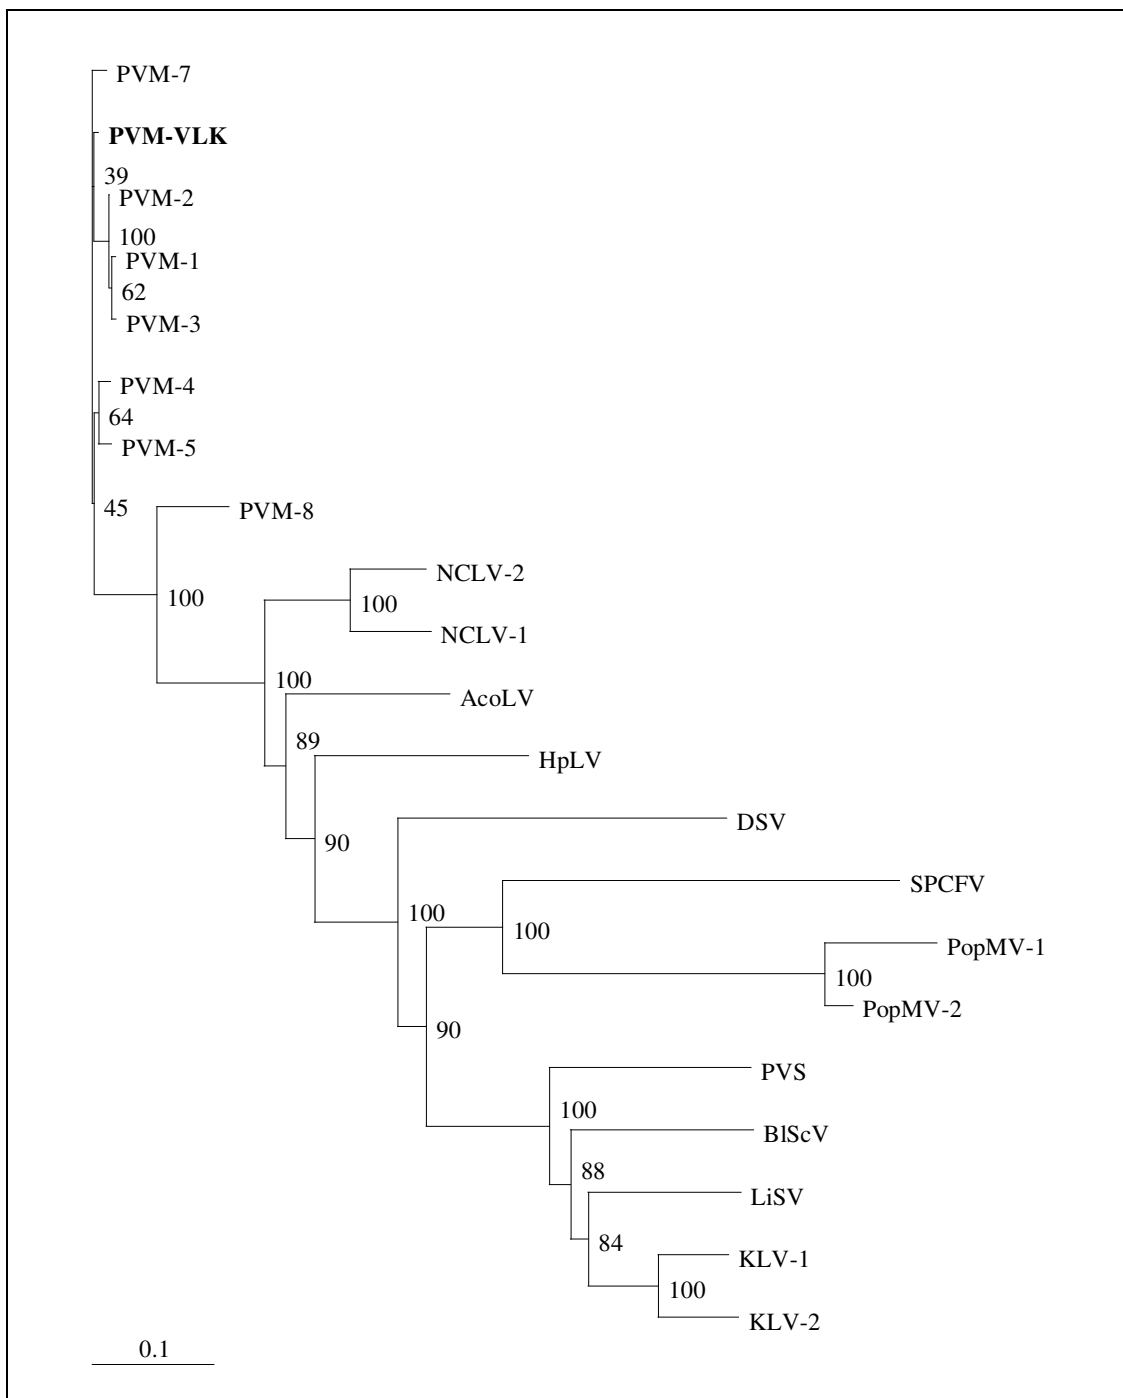 PVM-7
PVM-VLK
39
PVM-2
100
PVM-1
62
PVM-3
PVM-4
64
PVM-5
45
PVM-8
NCLV-2
100
100
NCLV-1
100
AcoLV
89
HpLV
90
DSV
SPCFV
100
100
PopMV-1
100
PopMV-2
90
PVS
100
BlScV
88
LiSV
84
KLV-1
100
KLV-2
0.1